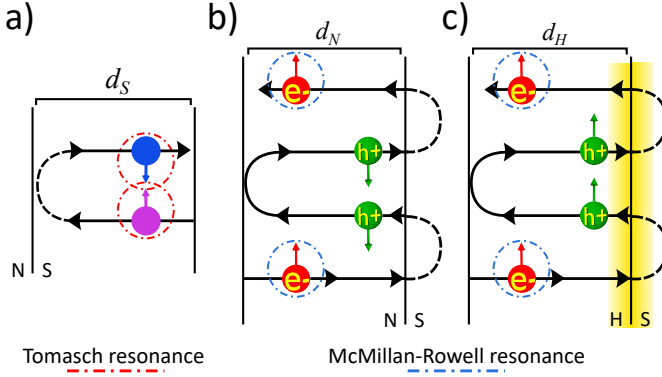 a)
d_S
N S
b)
d_N
e-
h+
h+
e-
N S
c)
d_H
e-
h+
h+
e-
H S
Tomasch resonance
McMillan-Rowell resonance